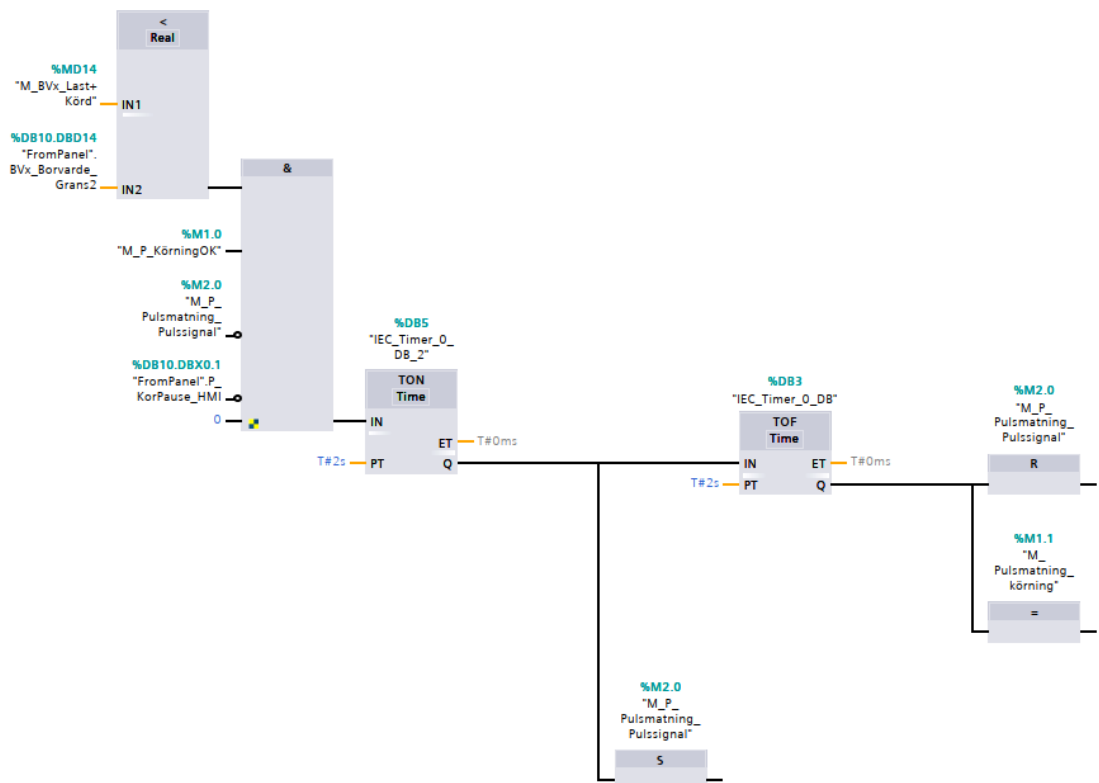 <
Real
%MD14
"M_BVx_Last+
Körd"
IN1
%DB10.DBD14
"FromPanel".
BVx_Borvarde_
Grans2"
IN2
&
%M1.0
"M_P_KörningOK"
%M2.0
"M_P_
Pulsmatning_
Pulssignal"
%DB10.DBX0.1
"FromPanel".P_
KorPause_HMI
0
%DB5
"IEC_Timer_0_
DB_2"
TON
Time
IN
ET
T#0ms
T#2s
PT
Q
%DB3
"IEC_Timer_0_DB"
TOF
Time
IN
ET
T#0ms
T#2s
PT
Q
%M2.0
"M_P_
Pulsmatning_
Pulssignal"
R
%M1.1
"M_
Pulsmatning_
körning"
=
%M2.0
"M_P_
Pulsmatning_
Pulssignal"
S